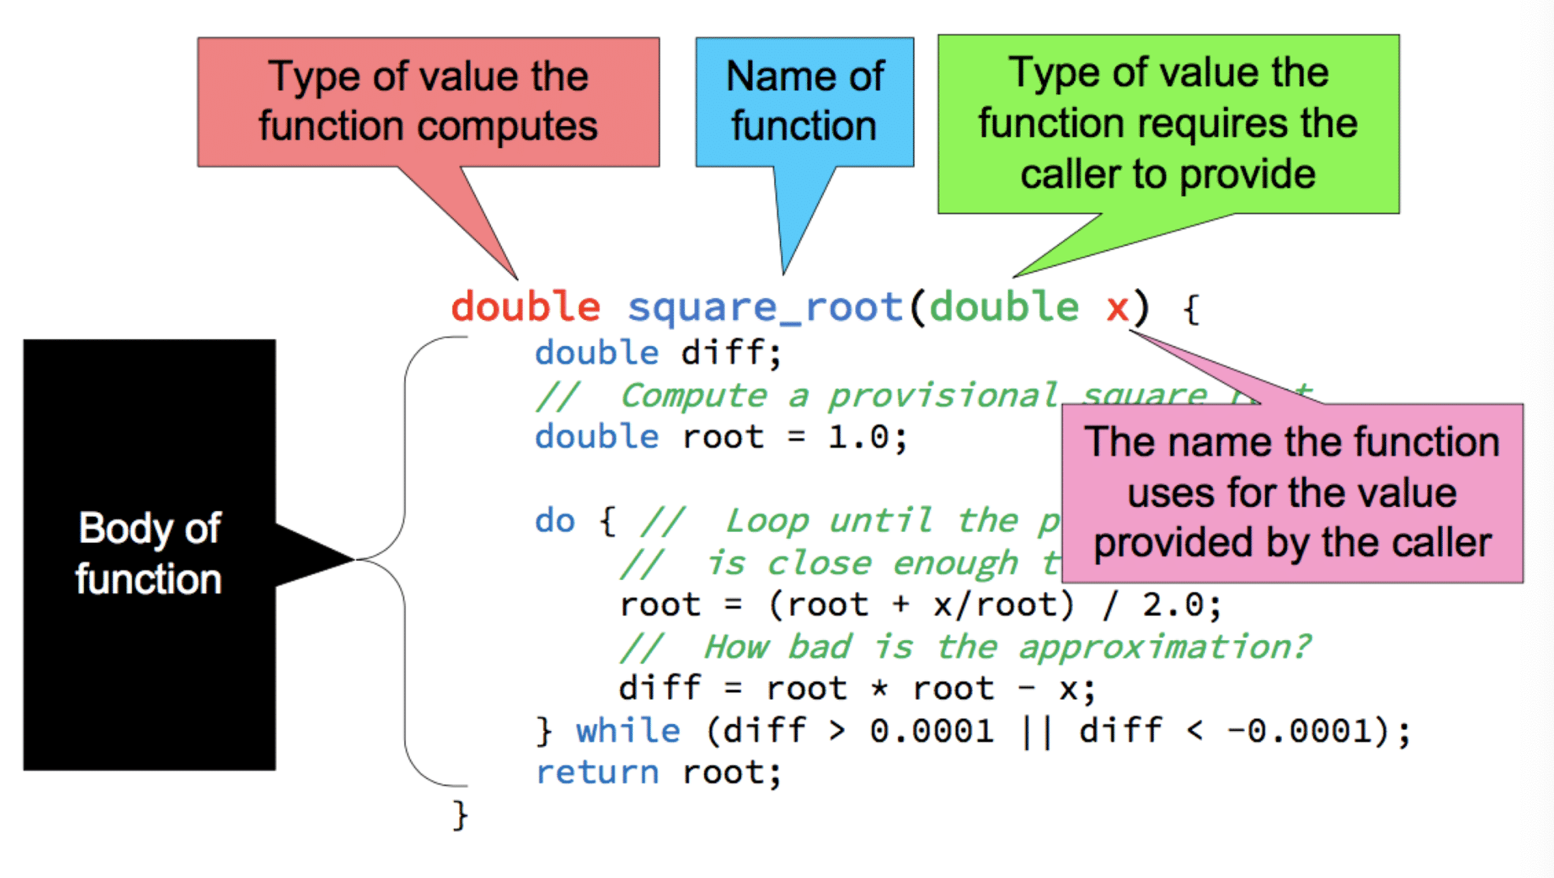 Type of value the
function computes
Name of
function
Type of value the
function requires the
caller to provide
double square_root(double x) {
double diff;
// Compute a provisional square
double root = 1.0;
The name the function
uses for the value
provided by the caller
do { // Loop until the
// is close enough
root = (root + x/root) / 2.0;
// How bad is the approximation?
diff = root * root - x;
} while (diff > 0.0001 || diff < -0.0001);
return root;
}
Body of
function